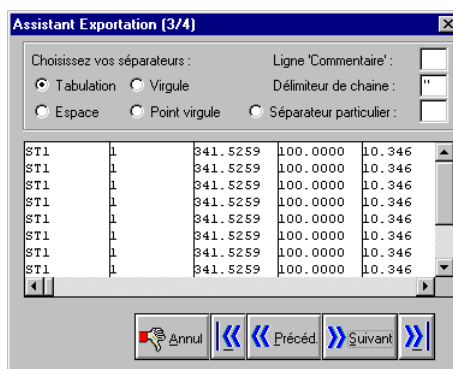 Assistant Exportation (3/4)
Choisissez vos séparateurs :
Ligne 'Commentaire' :
Tabulation
Virgule
Délimiteur de chaine :
"
Espace
Point virgule
Séparateur particulier :
ST1 1 341.5259 100.0000 10.346
ST1 1 341.5259 100.0000 10.346
ST1 1 341.5259 100.0000 10.346
ST1 1 341.5259 100.0000 10.346
ST1 1 341.5259 100.0000 10.346
ST1 1 341.5259 100.0000 10.346
ST1 1 341.5259 100.0000 10.346
ST1 1 341.5259 100.0000 10.346
Annul
Précéd.
Suivant